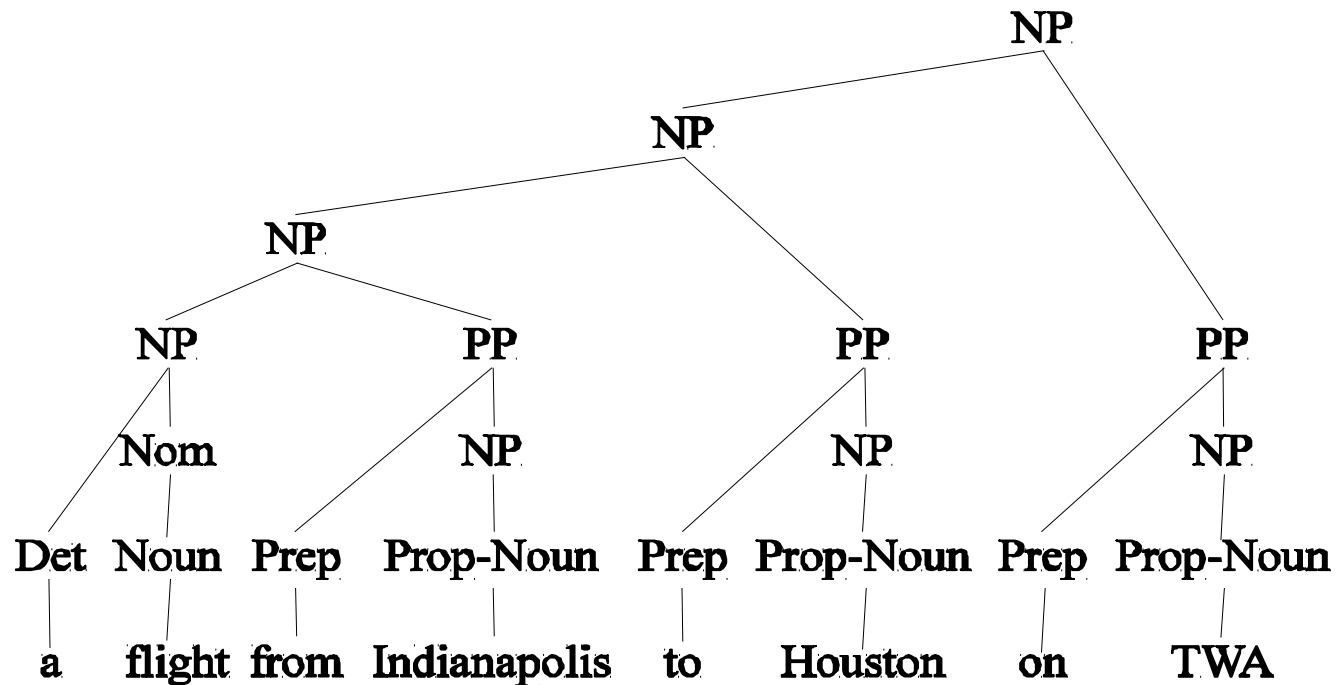 NP
NP
NP
NP PP PP PP
Nom NP NP NP
Det Noun Prep Prop-Noun Prep Prop-Noun Prep Prop-Noun
a flight from Indianapolis to Houston on TWA